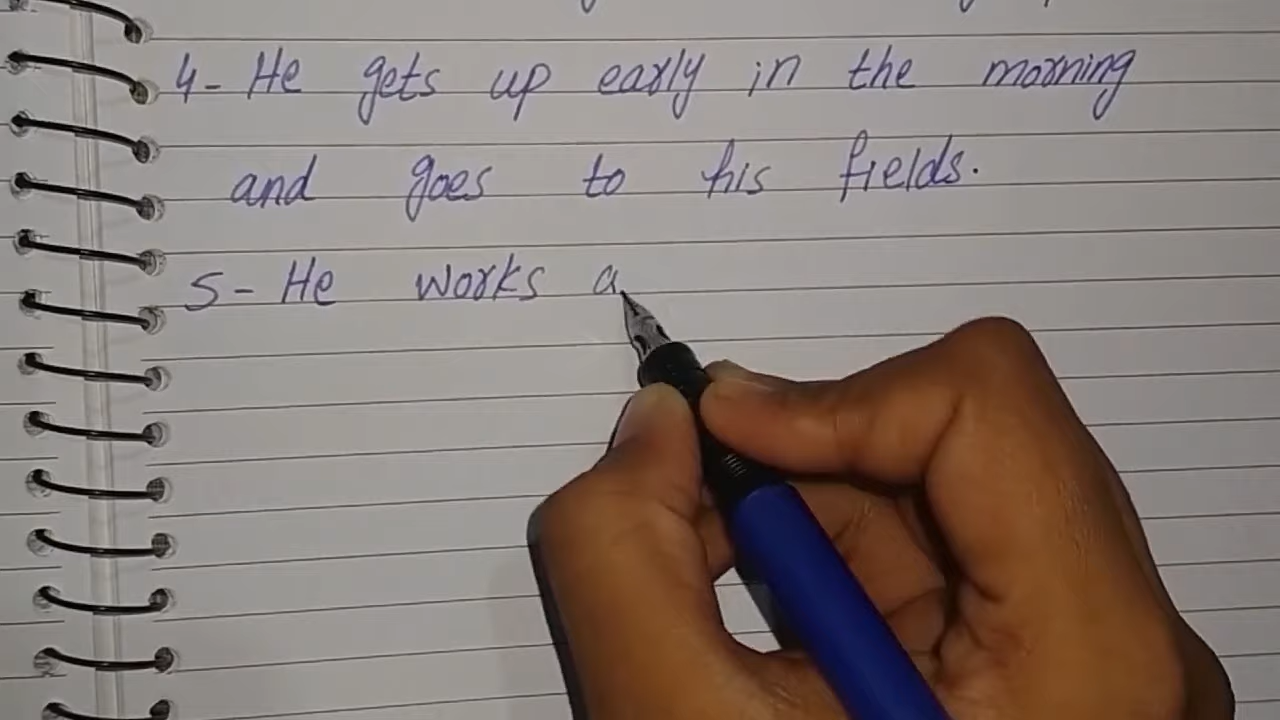 4- He gets up early in the morning
and goes to his fields.
5- He works a